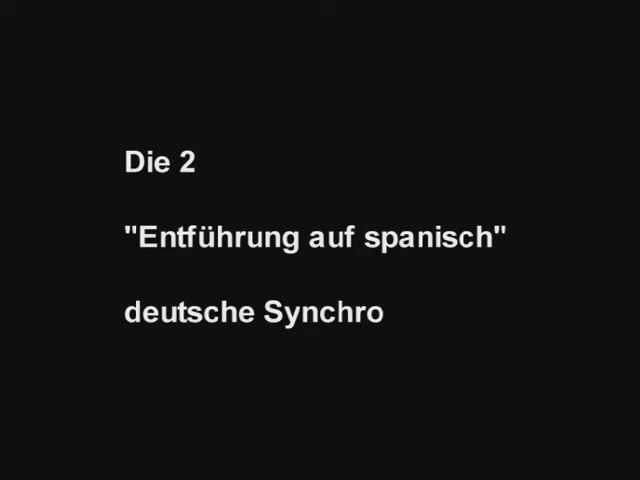 Die 2
"Entführung auf spanisch"
deutsche Synchro